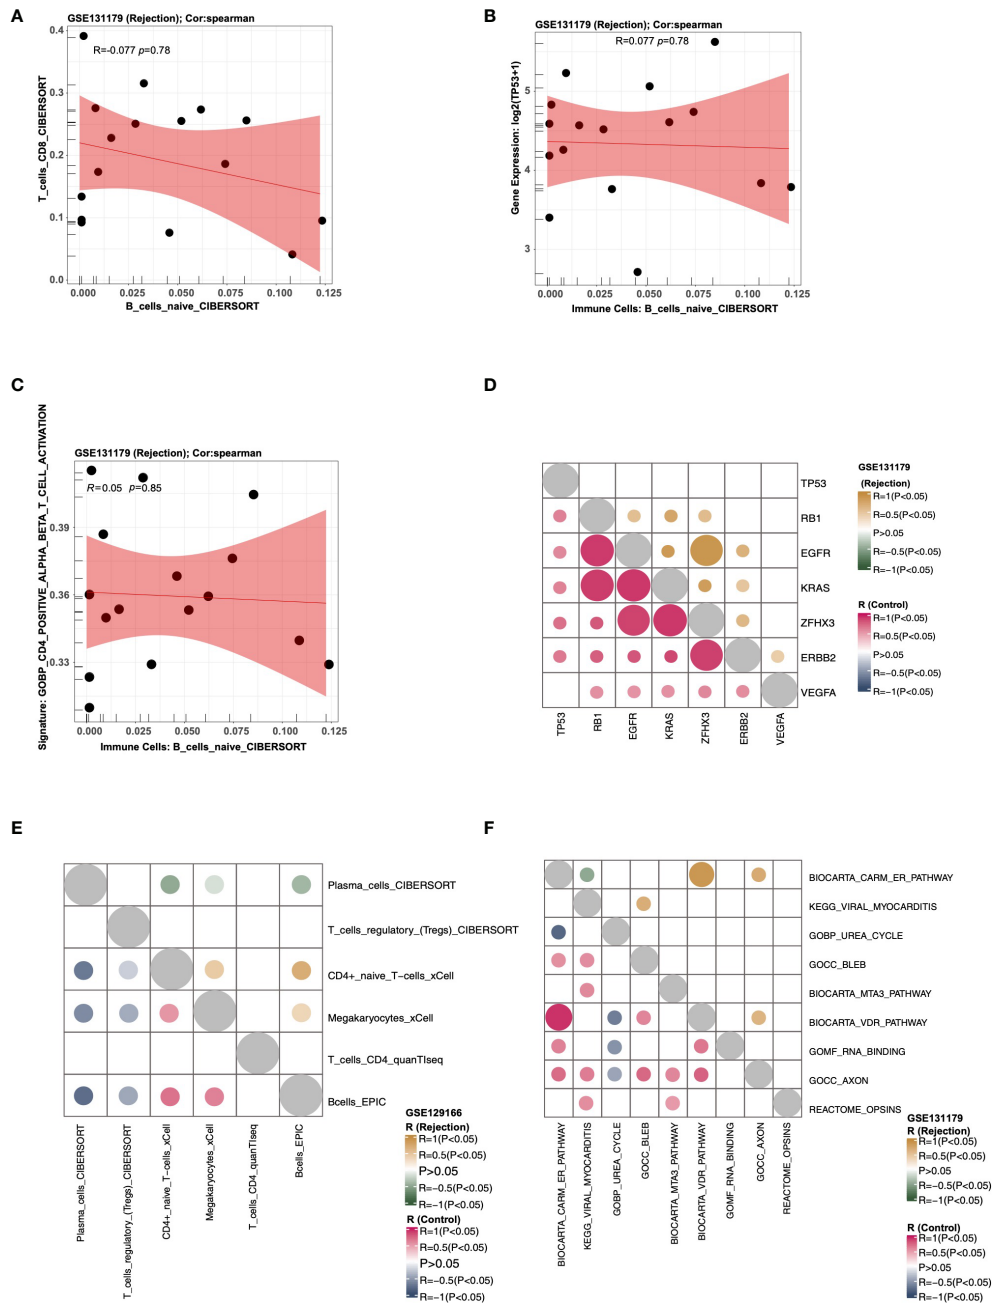 A
GSE131179 (Rejection); Cor:spearman
R=-0.077 p=0.78
T_cells_CD8_CIBERSORT
0.4
0.3
0.2
0.1
0.0
0.000 0.025 0.050 0.075 0.100 0.125
B_cells_naive_CIBERSORT
B
GSE131179 (Rejection); Cor:spearman
R=0.077 p=0.78
Gene Expression: log2(TP53+1)
5
4
3
0.000 0.025 0.050 0.075 0.100 0.125
Immune Cells: B_cells_naive_CIBERSORT
C
GSE131179 (Rejection); Cor:spearman
R=0.05 p=0.85
Signature: GOBP_CD4_POSITIVE_ALPHA_BETA_T_CELL_ACTIVATION
0.39
0.36
0.33
0.000 0.025 0.050 0.075 0.100 0.125
Immune Cells: B_cells_naive_CIBERSORT
D
TP53
RB1
EGFR
KRAS
ZFHX3
ERBB2
VEGFA
TP53
RB1
EGFR
KRAS
ZFHX3
ERBB2
VEGFA
GSE131179
(Rejection)
R=1(P<0.05)
R=0.5(P<0.05)
P>0.05
R=−0.5(P<0.05)
R=−1(P<0.05)
R (Control)
R=1(P<0.05)
R=0.5(P<0.05)
P>0.05
R=−0.5(P<0.05)
R=−1(P<0.05)
E
Plasma_cells_CIBERSORT
T_cells_regulatory_(Tregs)_CIBERSORT
CD4+_naive_T-cells_xCell
Megakaryocytes_xCell
T_cells_CD4_quanTIseq
Bcells_EPIC
Plasma_cells_CIBERSORT
T_cells_regulatory_(Tregs)_CIBERSORT
CD4+_naive_T-cells_xCell
Megakaryocytes_xCell
T_cells_CD4_quanTIseq
Bcells_EPIC
GSE129166
R (Rejection)
R=1(P<0.05)
R=0.5(P<0.05)
P>0.05
R=−0.5(P<0.05)
R=−1(P<0.05)
R (Control)
R=1(P<0.05)
R=0.5(P<0.05)
P>0.05
R=−0.5(P<0.05)
R=−1(P<0.05)
F
BIOCARTA_CARM_ER_PATHWAY
KEGG_VIRAL_MYOCARDITIS
GOBP_UREA_CYCLE
GOCC_BLEB
BIOCARTA_MTA3_PATHWAY
BIOCARTA_VDR_PATHWAY
GOMF_RNA_BINDING
GOCC_AXON
REACTOME_OPSINS
BIOCARTA_CARM_ER_PATHWAY
KEGG_VIRAL_MYOCARDITIS
GOBP_UREA_CYCLE
GOCC_BLEB
BIOCARTA_MTA3_PATHWAY
BIOCARTA_VDR_PATHWAY
GOMF_RNA_BINDING
GOCC_AXON
REACTOME_OPSINS
GSE131179
R (Rejection)
R=1(P<0.05)
R=0.5(P<0.05)
P>0.05
R=−0.5(P<0.05)
R=−1(P<0.05)
R (Control)
R=1(P<0.05)
R=0.5(P<0.05)
P>0.05
R=−0.5(P<0.05)
R=−1(P<0.05)